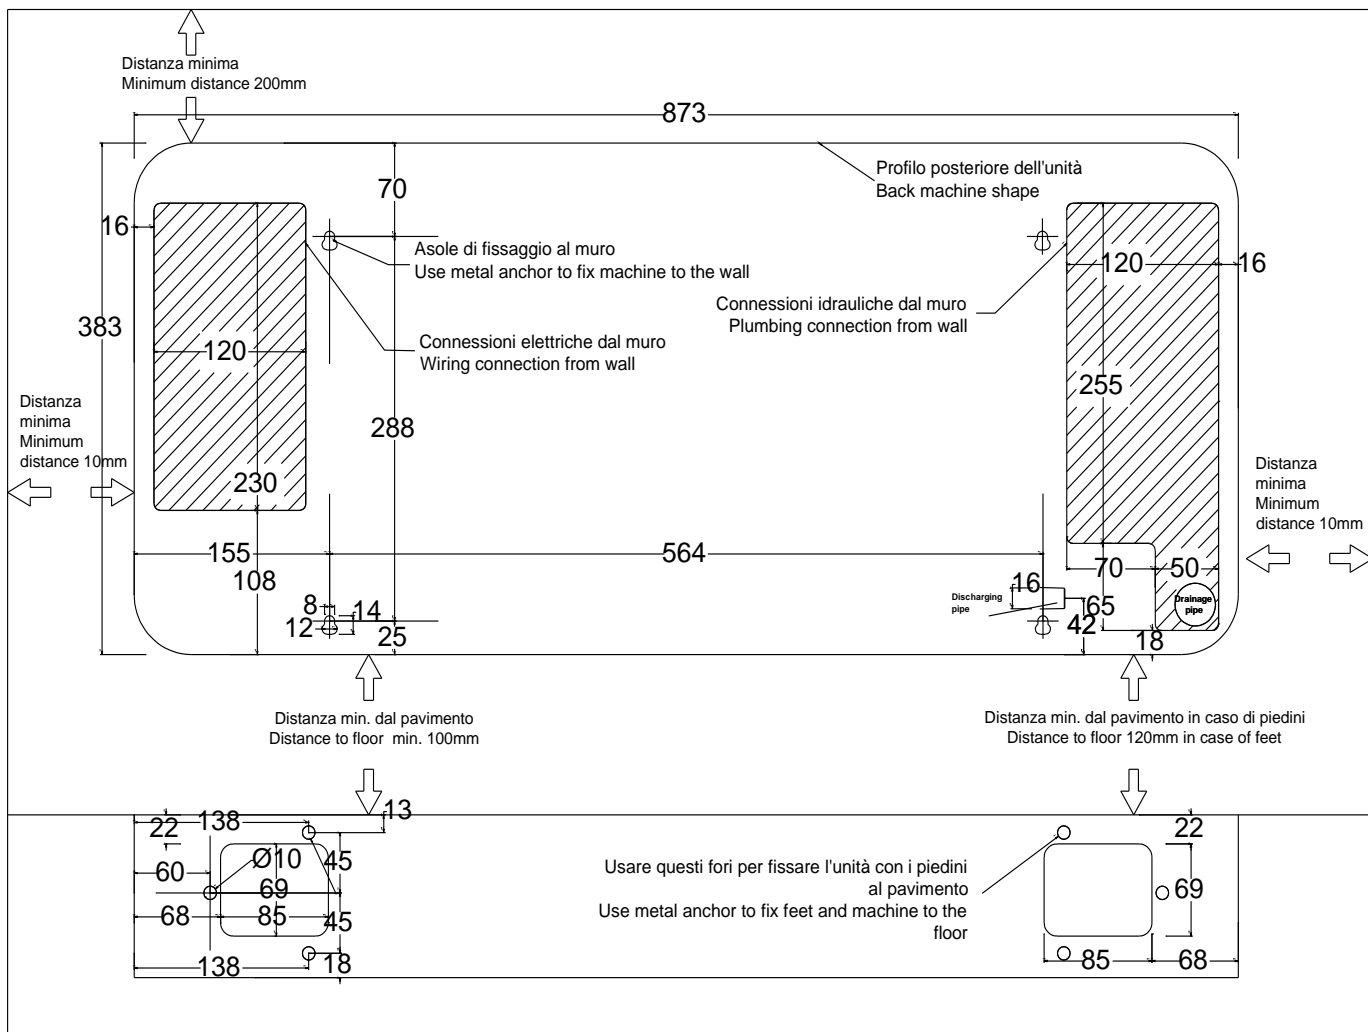 Distanza minima
Minimum distance 200mm
873
Profilo posteriore dell'unità
Back machine shape
70
16
Asole di fissaggio al muro
Use metal anchor to fix machine to the wall
120
16
Connessioni idrauliche dal muro
Plumbing connection from wall
383
Connessioni elettriche dal muro
Wiring connection from wall
120
255
288
Distanza
minima
Minimum
distance 10mm
230
Distanza
minima
Minimum
distance 10mm
155
564
108
70
50
16
Discharging
pipe
65
42
Drainage
pipe
8
14
12
25
18
Distanza min. dal pavimento
Distance to floor min. 100mm
Distanza min. dal pavimento in caso di piedini
Distance to floor 120mm in case of feet
13
22
138
22
Ø10
45
60
69
Usare questi fori per fissare l'unità con i piedini
al pavimento
Use metal anchor to fix feet and machine to the
floor
69
68
85
45
138
18
85
68